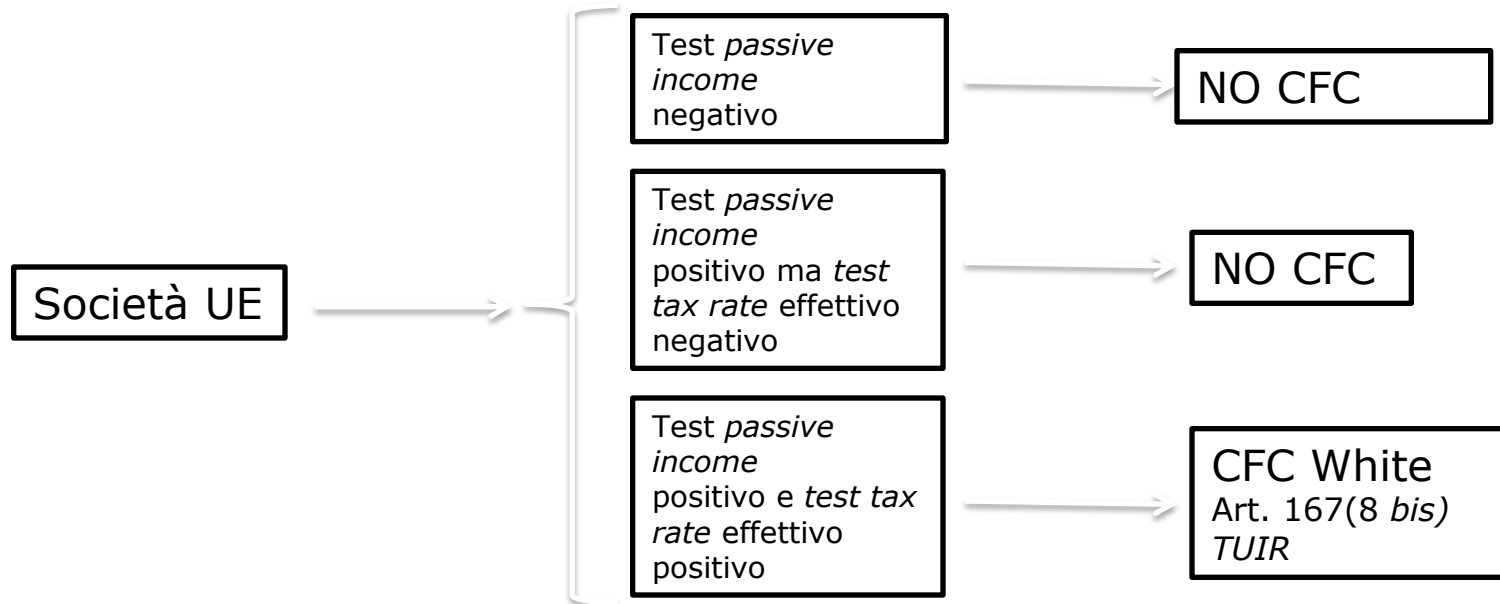 Società UE
Test passive
income
negativo
NO CFC
Test passive
income
positivo ma test
tax rate effettivo
negativo
NO CFC
Test passive
income
positivo e test tax
rate effettivo
positivo
CFC White
Art. 167(8 bis)
TUIR